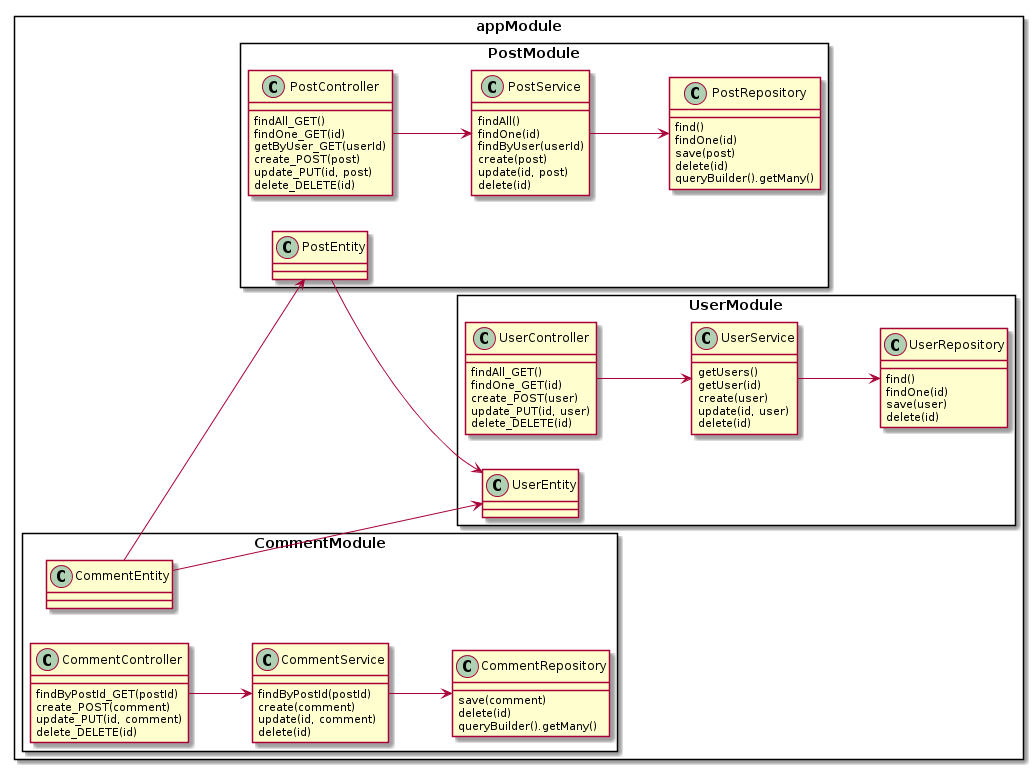 appModule
PostModule
C PostController
findAll_GET()
findOne_GET(id)
getByUser_GET(userId)
create_POST(post)
update_PUT(id, post)
delete_DELETE(id)
C PostService
findAll()
findOne(id)
findByUser(userId)
create(post)
update(id, post)
delete(id)
C PostRepository
find()
findOne(id)
save(post)
delete(id)
queryBuilder().getMany()
C PostEntity
UserModule
C UserController
findAll_GET()
findOne_GET(id)
create_POST(user)
update_PUT(id, user)
delete_DELETE(id)
C UserService
getUsers()
getUser(id)
create(user)
update(id, user)
delete(id)
C UserRepository
find()
findOne(id)
save(user)
delete(id)
C UserEntity
CommentModule
C CommentEntity
C CommentController
findByPostId_GET(postId)
create_POST(comment)
update_PUT(id, comment)
delete_DELETE(id)
C CommentService
findByPostId(postId)
create(comment)
update(id, comment)
delete(id)
C CommentRepository
save(comment)
delete(id)
queryBuilder().getMany()